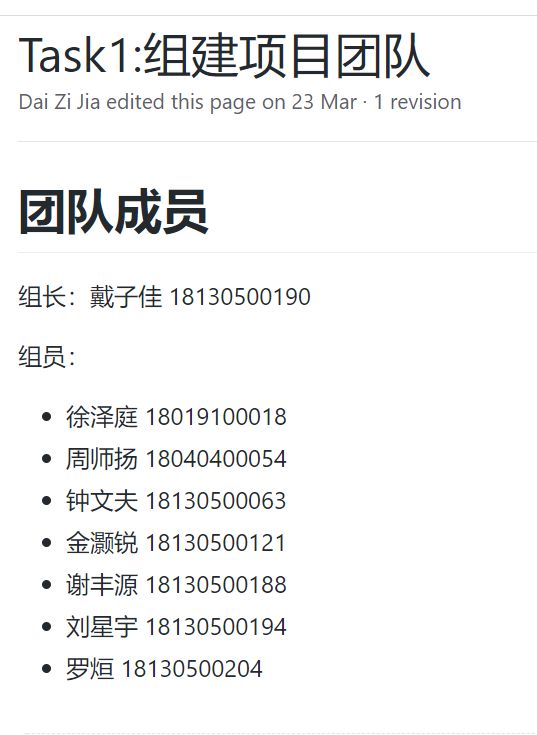 Task1:组建项目团队
Dai Zi Jia edited this page on 23 Mar · 1 revision
团队成员
组长：戴子佳 18130500190
组员：
徐泽庭 18019100018
周师扬 18040400054
钟文夫 18130500063
金灏锐 18130500121
谢丰源 18130500188
刘星宇 18130500194
罗烜 18130500204